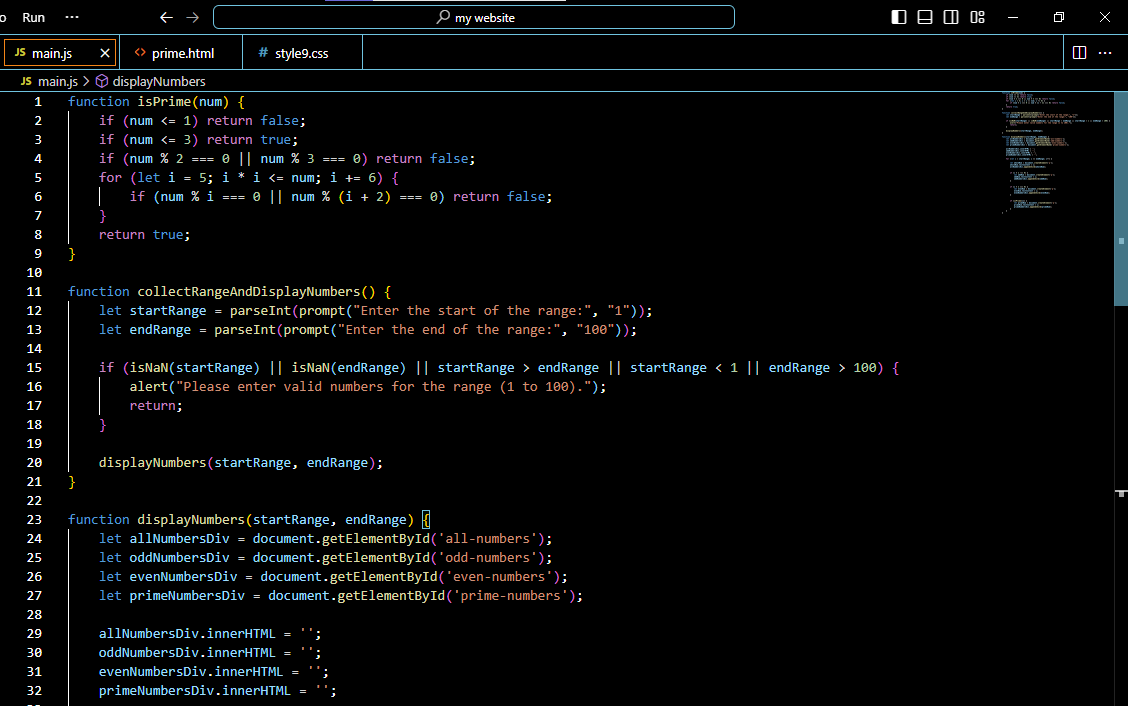 o Run ··· ← → my website
JS main.js × <> prime.html # style9.css ···
JS main.js > displayNumbers
1 function isPrime(num) {
2     if (num <= 1) return false;
3     if (num <= 3) return true;
4     if (num % 2 === 0 || num % 3 === 0) return false;
5     for (let i = 5; i * i <= num; i += 6) {
6         if (num % i === 0 || num % (i + 2) === 0) return false;
7     }
8     return true;
9 }
10
11 function collectRangeAndDisplayNumbers() {
12     let startRange = parseInt(prompt("Enter the start of the range:", "1"));
13     let endRange = parseInt(prompt("Enter the end of the range:", "100"));
14
15     if (isNaN(startRange) || isNaN(endRange) || startRange > endRange || startRange < 1 || endRange > 100) {
16         alert("Please enter valid numbers for the range (1 to 100).");
17         return;
18     }
19
20     displayNumbers(startRange, endRange);
21 }
22
23 function displayNumbers(startRange, endRange) {
24     let allNumbersDiv = document.getElementById('all-numbers');
25     let oddNumbersDiv = document.getElementById('odd-numbers');
26     let evenNumbersDiv = document.getElementById('even-numbers');
27     let primeNumbersDiv = document.getElementById('prime-numbers');
28
29     allNumbersDiv.innerHTML = '';
30     oddNumbersDiv.innerHTML = '';
31     evenNumbersDiv.innerHTML = '';
32     primeNumbersDiv.innerHTML = '';